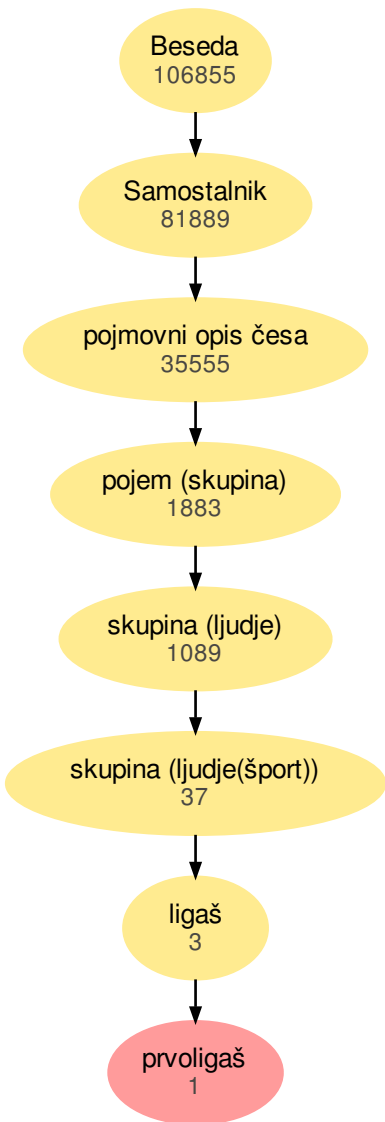 Beseda
106855
Samostalnik
81889
pojmovni opis česa
35555
pojem (skupina)
1883
skupina (ljudje)
1089
skupina (ljudje(šport))
37
ligaš
3
prvoligaš
1